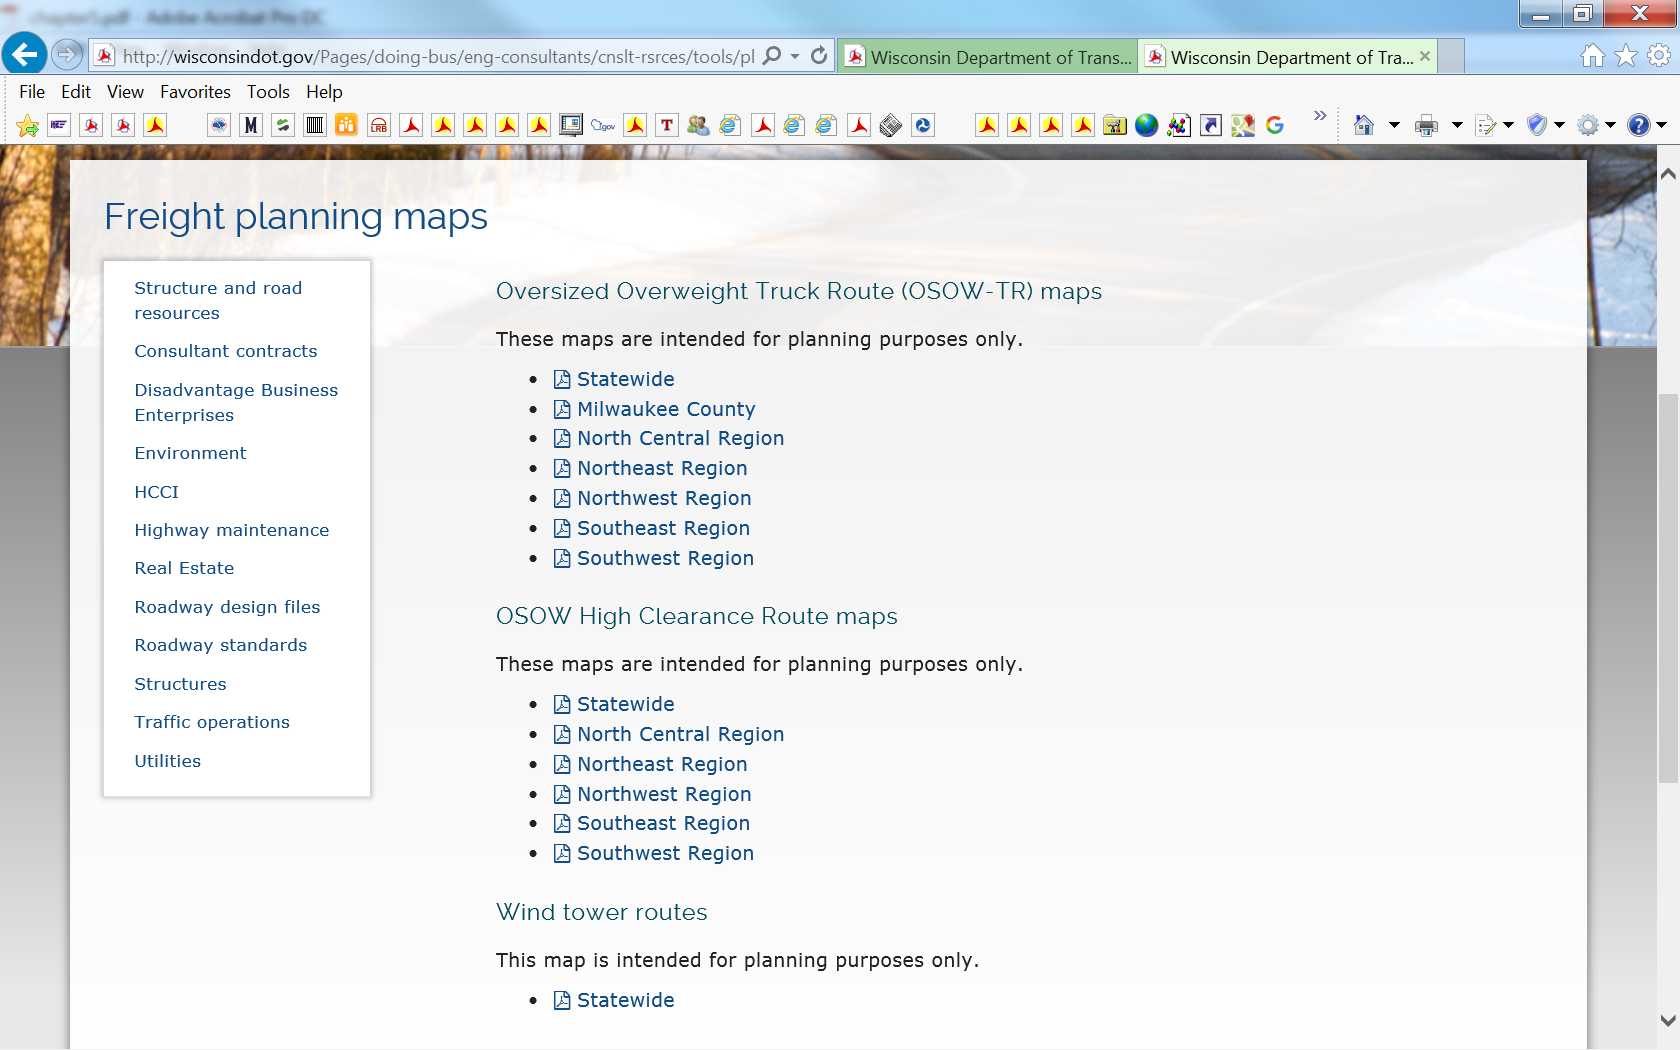 chapter5.pdf - Adobe Acrobat Pro DC
http://wisconsindot.gov/Pages/doing-bus/eng-consultants/cnslt-rsrces/tools/pl
Wisconsin Department of Trans...
Wisconsin Department of Tra...
File Edit View Favorites Tools Help
Freight planning maps
Structure and road
resources
Consultant contracts
Disadvantage Business
Enterprises
Environment
HCCI
Highway maintenance
Real Estate
Roadway design files
Roadway standards
Structures
Traffic operations
Utilities
Oversized Overweight Truck Route (OSOW-TR) maps
These maps are intended for planning purposes only.
Statewide
Milwaukee County
North Central Region
Northeast Region
Northwest Region
Southeast Region
Southwest Region
OSOW High Clearance Route maps
These maps are intended for planning purposes only.
Statewide
North Central Region
Northeast Region
Northwest Region
Southeast Region
Southwest Region
Wind tower routes
This map is intended for planning purposes only.
Statewide